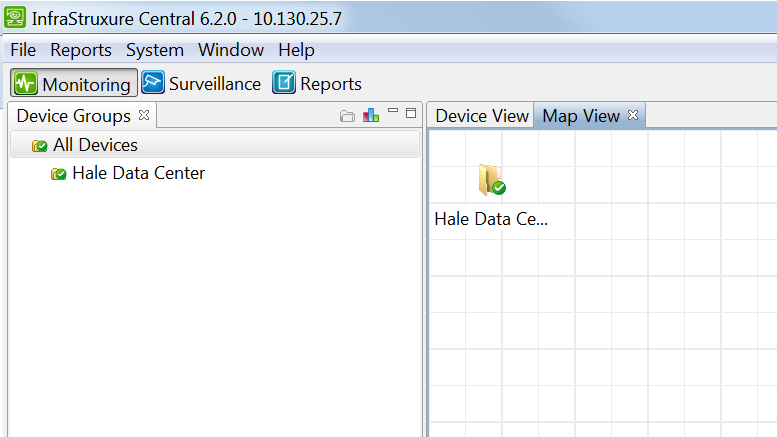 InfraStruxure Central 6.2.0 - 10.130.25.7
File Reports System Window Help
Monitoring Surveillance Reports
Device Groups Device View Map View
All Devices
Hale Data Center
Hale Data Ce...